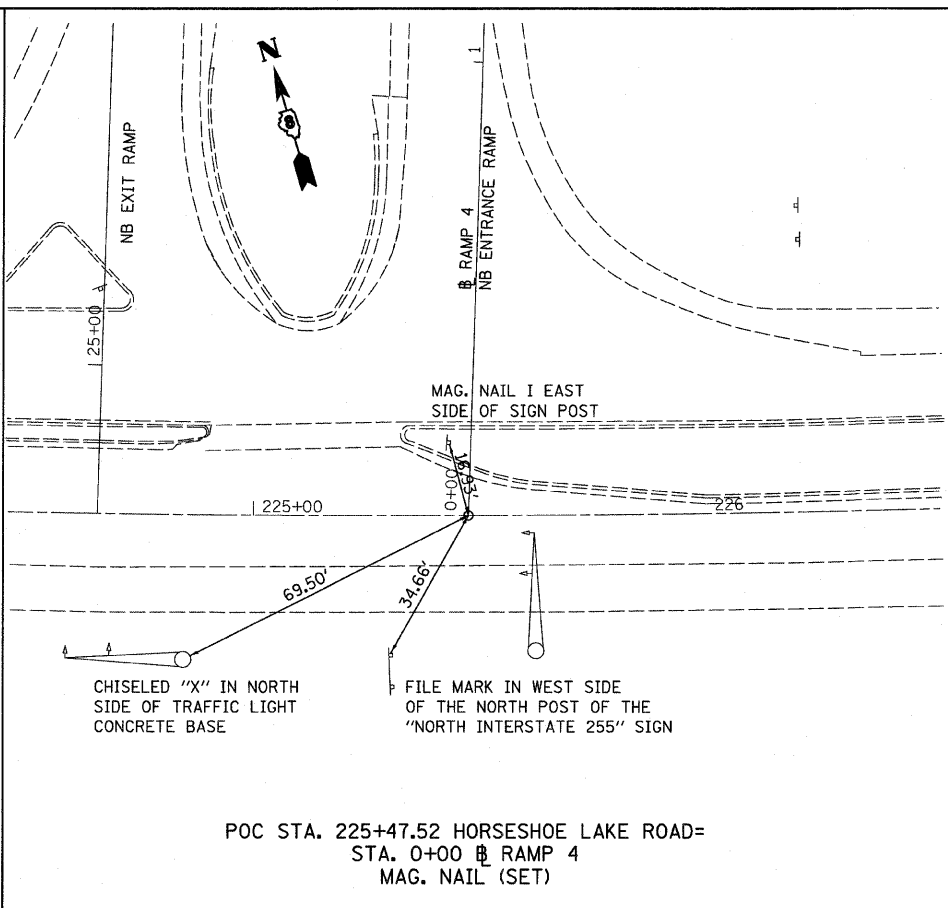 N
8
1
NB EXIT RAMP
25+00
℄ RAMP 4
NB ENTRANCE RAMP
MAG. NAIL I EAST
SIDE OF SIGN POST
16.93'
0+00
225+00
226
69.50'
34.66'
CHISELED "X" IN NORTH
SIDE OF TRAFFIC LIGHT
CONCRETE BASE
FILE MARK IN WEST SIDE
OF THE NORTH POST OF THE
"NORTH INTERSTATE 255" SIGN
POC STA. 225+47.52 HORSESHOE LAKE ROAD=
STA. 0+00 ℄ RAMP 4
MAG. NAIL (SET)